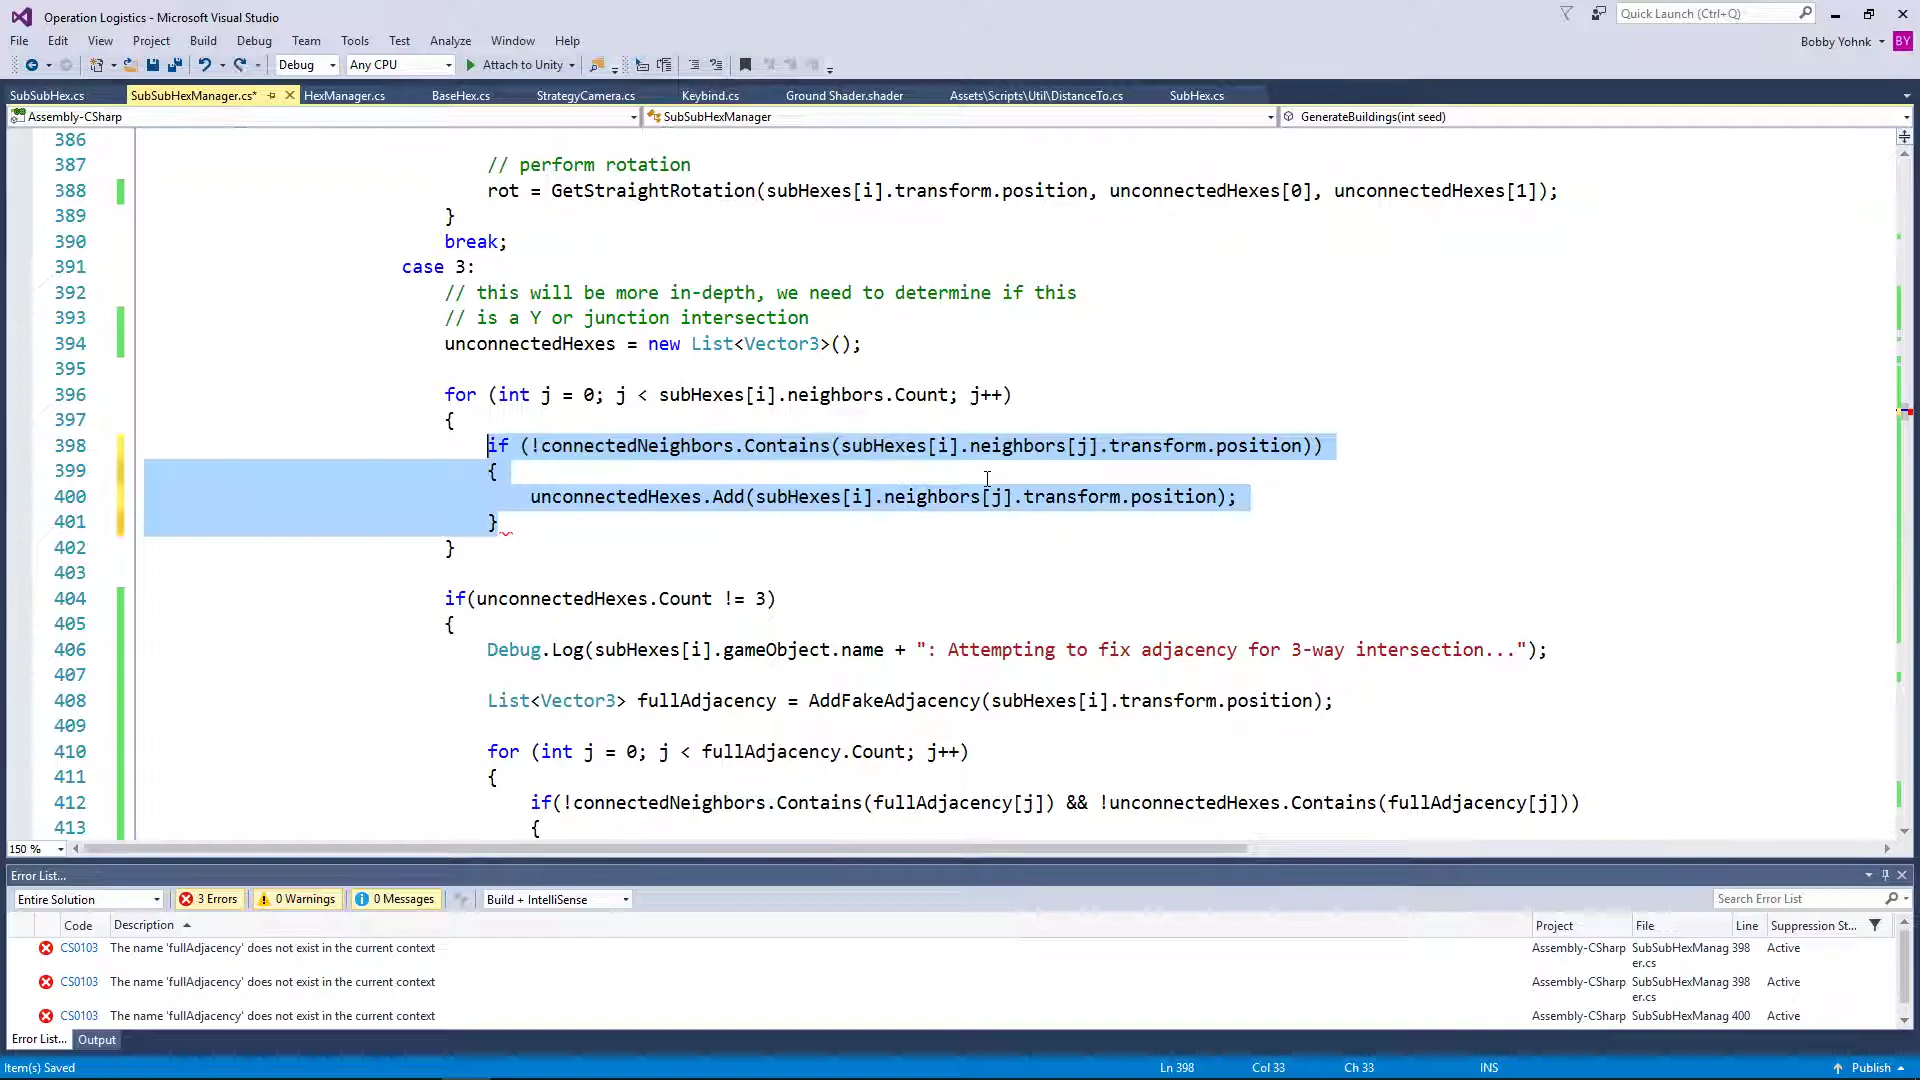 Operation Logistics - Microsoft Visual Studio
Quick Launch (Ctrl+Q)
File Edit View Project Build Debug Team Tools Test Analyze Window Help
Bobby Yohnk BY
Debug Any CPU Attach to Unity
SubSubHex.cs SubSubHexManager.cs* HexManager.cs BaseHex.cs StrategyCamera.cs Keybind.cs Ground Shader.shader Assets\Scripts\Util\DistanceTo.cs SubHex.cs
Assembly-CSharp SubSubHexManager GenerateBuildings(int seed)
386
387 // perform rotation
388 rot = GetStraightRotation(subHexes[i].transform.position, unconnectedHexes[0], unconnectedHexes[1]);
389 }
390 break;
391 case 3:
392 // this will be more in-depth, we need to determine if this
393 // is a Y or junction intersection
394 unconnectedHexes = new List<Vector3>();
395
396 for (int j = 0; j < subHexes[i].neighbors.Count; j++)
397 {
398 if (!connectedNeighbors.Contains(subHexes[i].neighbors[j].transform.position))
399 {
400 unconnectedHexes.Add(subHexes[i].neighbors[j].transform.position);
401 }
402 }
403
404 if(unconnectedHexes.Count != 3)
405 {
406 Debug.Log(subHexes[i].gameObject.name + ": Attempting to fix adjacency for 3-way intersection...");
407
408 List<Vector3> fullAdjacency = AddFakeAdjacency(subHexes[i].transform.position);
409
410 for (int j = 0; j < fullAdjacency.Count; j++)
411 {
412 if(!connectedNeighbors.Contains(fullAdjacency[j]) && !unconnectedHexes.Contains(fullAdjacency[j]))
413 {
150 %
Error List...
Entire Solution 3 Errors 0 Warnings 0 Messages Build + IntelliSense Search Error List
Code Description Project File Line Suppression St...
CS0103 The name 'fullAdjacency' does not exist in the current context Assembly-CSharp SubSubHexManag 398 Active
er.cs
CS0103 The name 'fullAdjacency' does not exist in the current context Assembly-CSharp SubSubHexManag 398 Active
er.cs
CS0103 The name 'fullAdjacency' does not exist in the current context Assembly-CSharp SubSubHexManag 400 Active
Error List... Output
Item(s) Saved Ln 398 Col 33 Ch 33 INS Publish